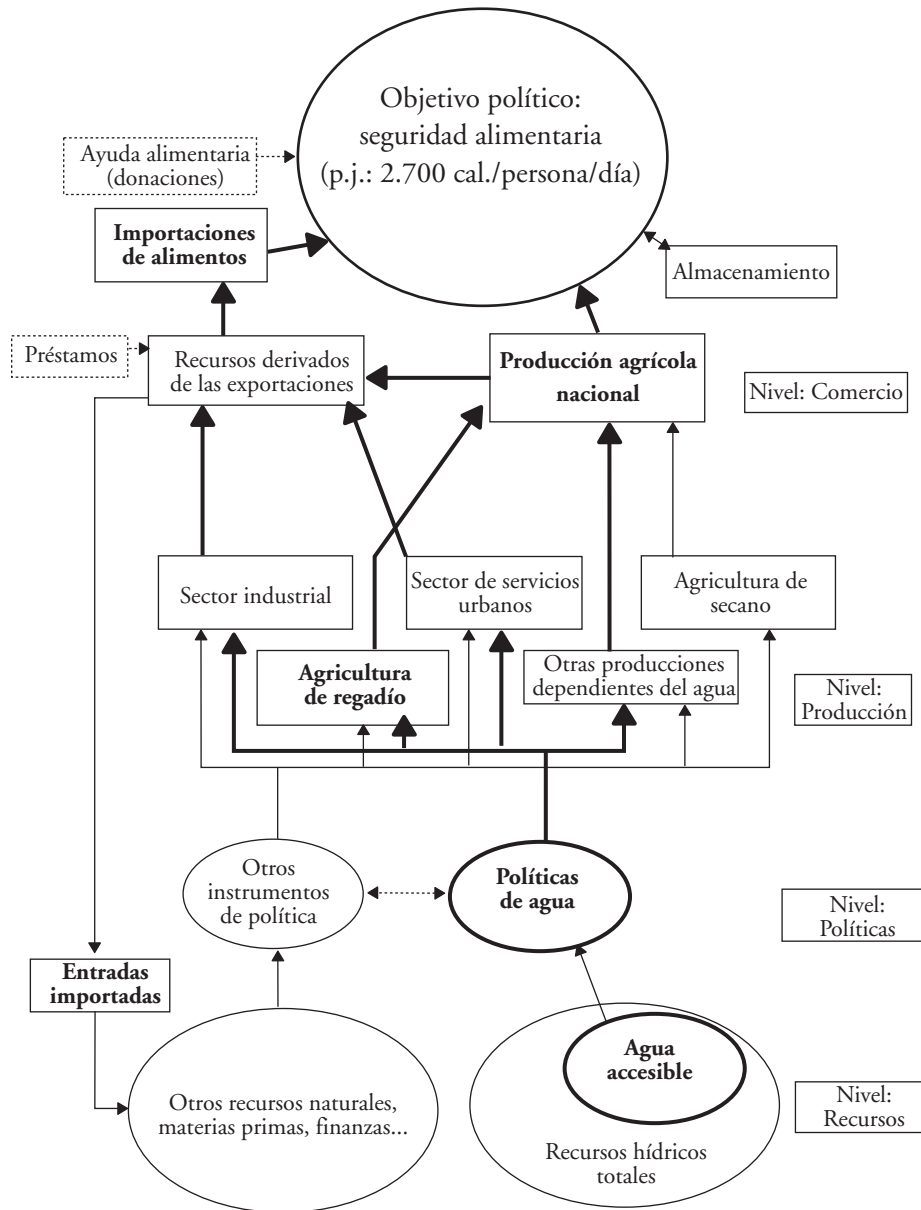 Objetivo político:
seguridad alimentaria
(p.j.: 2.700 cal./persona/día)
Ayuda alimentaria
(donaciones)
Importaciones
de alimentos
Almacenamiento
Préstamos
Recursos derivados
de las exportaciones
Producción agrícola
nacional
Nivel: Comercio
Sector industrial
Sector de servicios
urbanos
Agricultura de
secano
Agricultura
de regadío
Otras producciones
dependientes del agua
Nivel:
Producción
Otros
instrumentos
de política
Políticas
de agua
Nivel:
Políticas
Entradas
importadas
Agua
accesible
Otros recursos naturales,
materias primas, finanzas...
Recursos hídricos
totales
Nivel:
Recursos